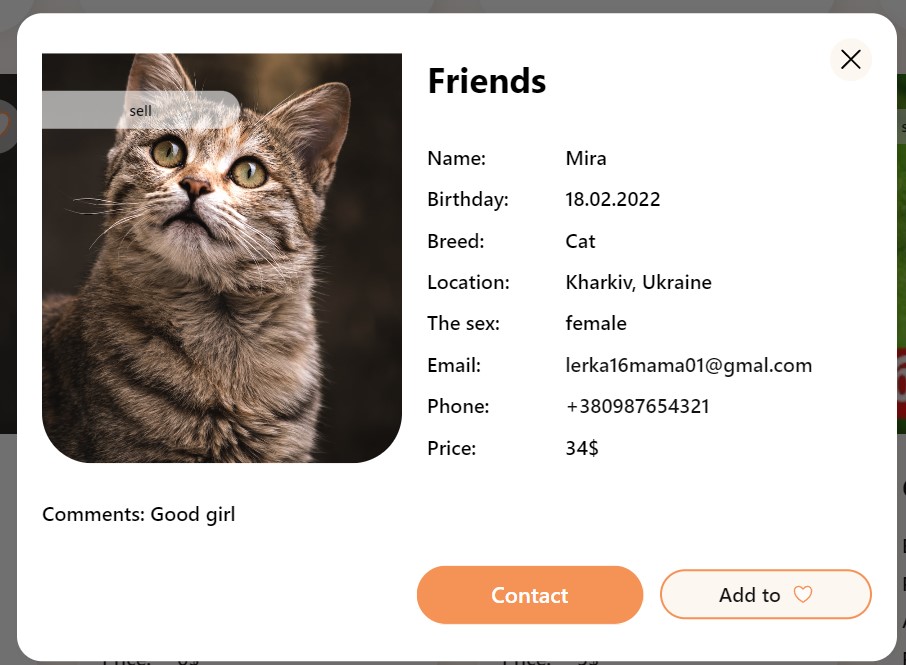 sell
Friends
Name: Mira
Birthday: 18.02.2022
Breed: Cat
Location: Kharkiv, Ukraine
The sex: female
Email: lerka16mama01@gmal.com
Phone: +380987654321
Price: 34$
Comments: Good girl
Contact
Add to